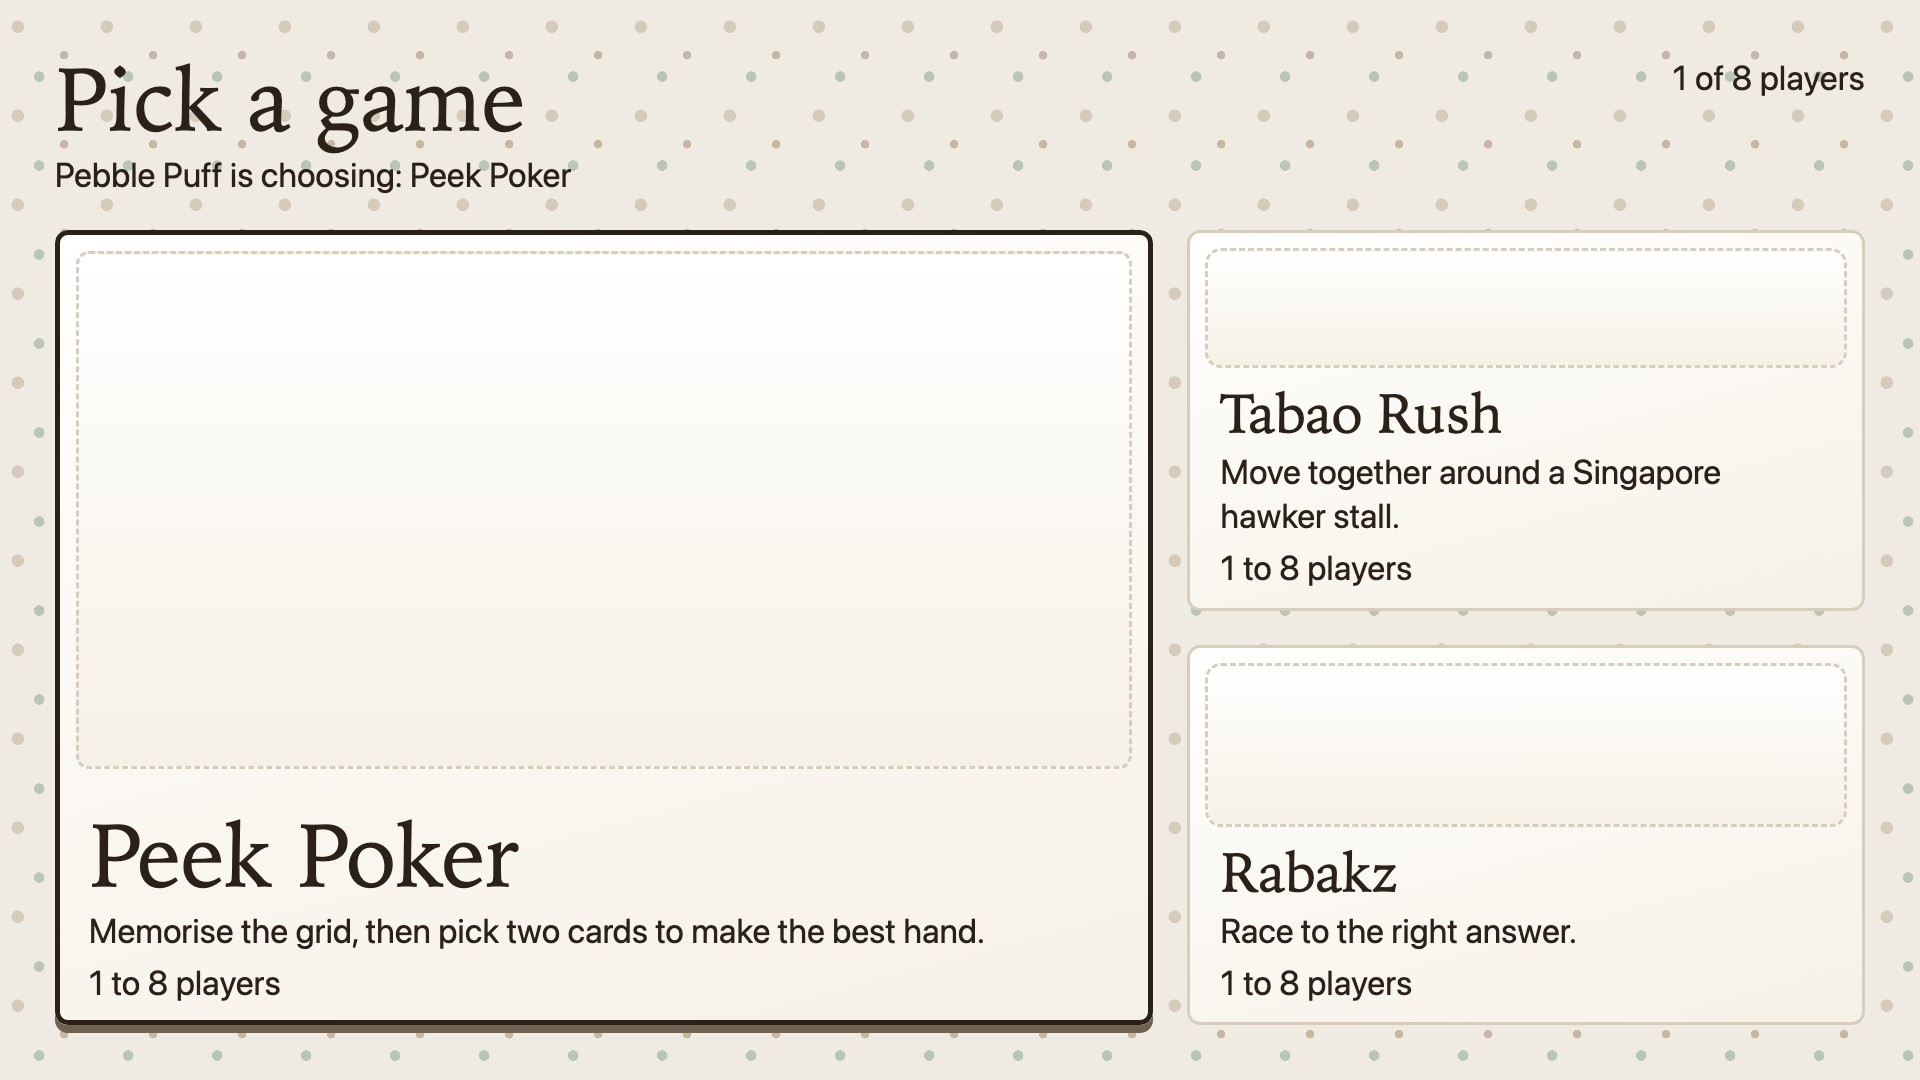 Pick a game
1 of 8 players
Pebble Puff is choosing: Peek Poker
Peek Poker
Memorise the grid, then pick two cards to make the best hand.
1 to 8 players
Tabao Rush
Move together around a Singapore
hawker stall.
1 to 8 players
Rabakz
Race to the right answer.
1 to 8 players